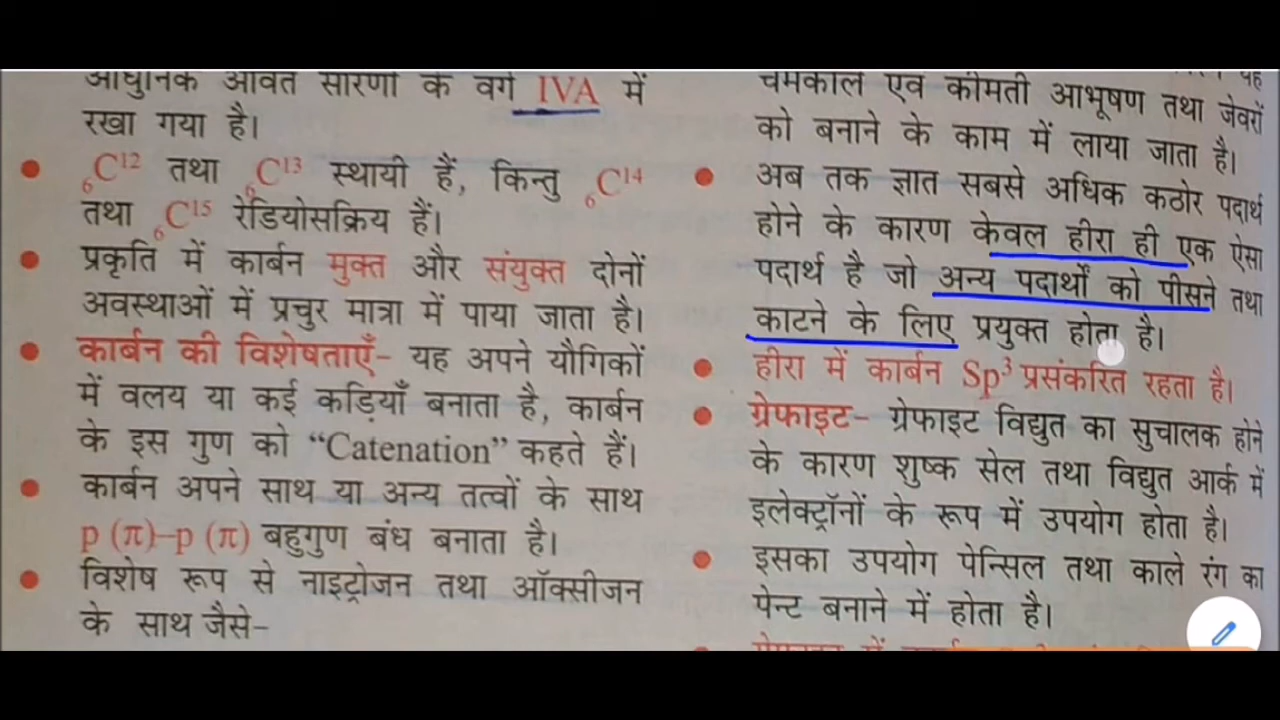 आधुनिक आवर्त सारणी के वर्ग IVA में
रखा गया है।
₆C¹² तथा ₆C¹³ स्थायी हैं, किन्तु ₆C¹⁴
तथा ₆C¹⁵ रेडियोसक्रिय हैं।
प्रकृति में कार्बन मुक्त और संयुक्त दोनों
अवस्थाओं में प्रचुर मात्रा में पाया जाता है।
कार्बन की विशेषताएँ– यह अपने यौगिकों
में वलय या कई कड़ियाँ बनाता है, कार्बन
के इस गुण को “Catenation” कहते हैं।
कार्बन अपने साथ या अन्य तत्वों के साथ
p (π)–p (π) बहुगुण बंध बनाता है।
विशेष रूप से नाइट्रोजन तथा ऑक्सीजन
के साथ जैसे–
यह
चमकीले एवं कीमती आभूषण तथा जेवरों
को बनाने के काम में लाया जाता है।
अब तक ज्ञात सबसे अधिक कठोर पदार्थ
होने के कारण केवल हीरा ही एक ऐसा
पदार्थ है जो अन्य पदार्थों को पीसने तथा
काटने के लिए प्रयुक्त होता है।
हीरा में कार्बन Sp³ प्रसंकरित रहता है।
ग्रेफाइट– ग्रेफाइट विद्युत का सुचालक होने
के कारण शुष्क सेल तथा विद्युत आर्क में
इलेक्ट्रॉनों के रूप में उपयोग होता है।
इसका उपयोग पेन्सिल तथा काले रंग का
पेन्ट बनाने में होता है।